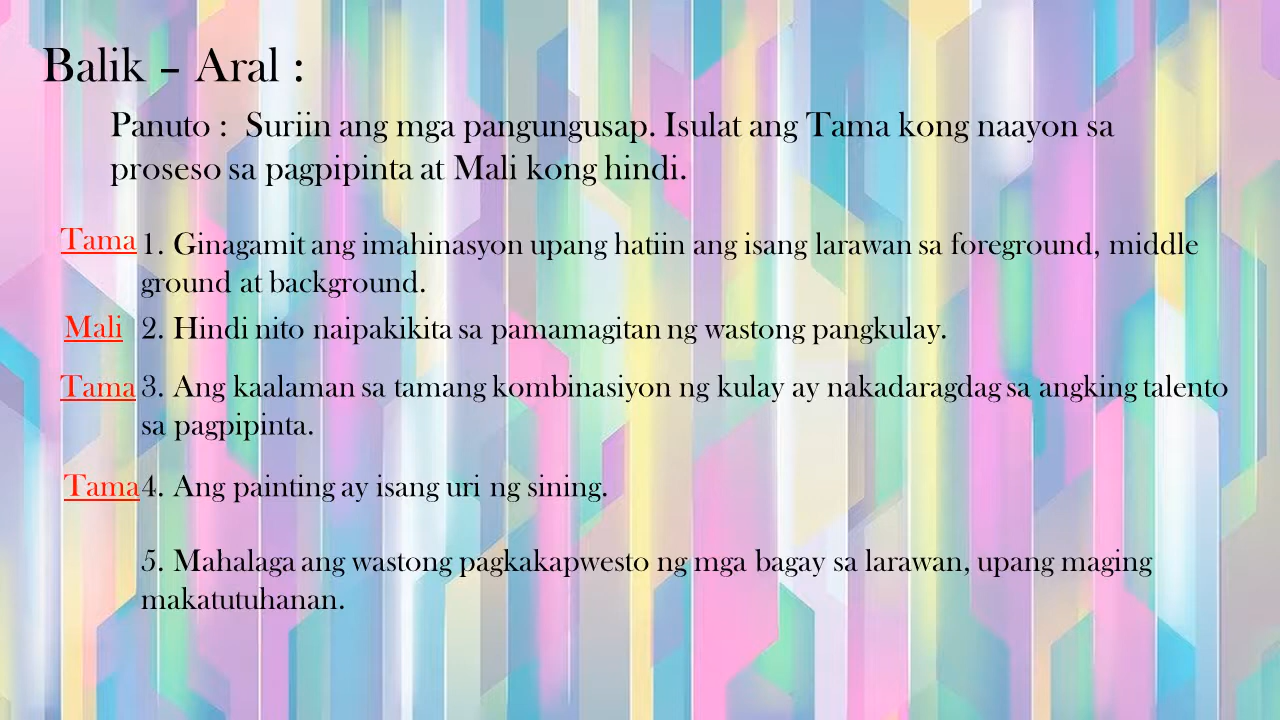 Balik – Aral :
Panuto :  Suriin ang mga pangungusap. Isulat ang Tama kong naayon sa
proseso sa pagpipinta at Mali kong hindi.
Tama 1. Ginagamit ang imahinasyon upang hatiin ang isang larawan sa foreground, middle
ground at background.
Mali 2. Hindi nito naipakikita sa pamamagitan ng wastong pangkulay.
Tama 3. Ang kaalaman sa tamang kombinasiyon ng kulay ay nakadaragdag sa angking talento
sa pagpipinta.
Tama 4. Ang painting ay isang uri ng sining.
5. Mahalaga ang wastong pagkakapwesto ng mga bagay sa larawan, upang maging
makatutuhanan.